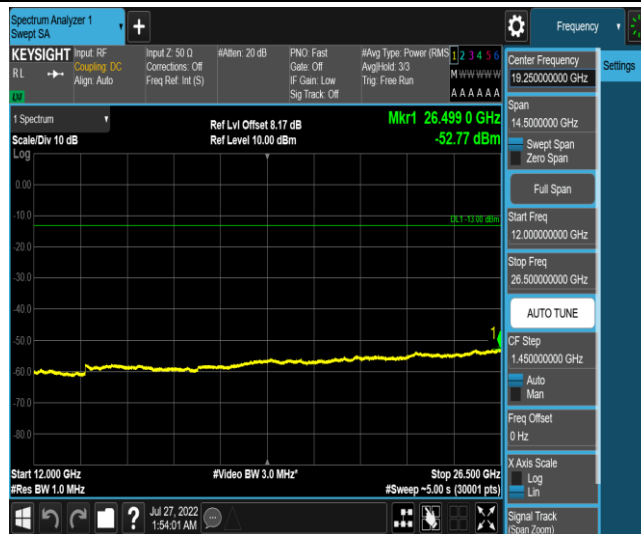 Spectrum Analyzer 1
Swept SA
+
Frequency
KEYSIGHT
RL
Input: RF
Coupling: DC
Align: Auto
Input Z: 50 Ω
Corrections: Off
Freq Ref: Int (S)
#Atten: 20 dB
PNO: Fast
Gate: Off
IF Gain: Low
Sig Track: Off
#Avg Type: Power (RMS
Avg|Hold: 3/3
Trig: Free Run
1 2 3 4 5 6
M W W W W W
A A A A A A
LXI
1 Spectrum
Scale/Div 10 dB
Log
Ref Lvl Offset 8.17 dB
Ref Level 10.00 dBm
Mkr1 26.499 0 GHz
-52.77 dBm
0.00
-10.0
DL1 -13.00 dBm
-20.0
-30.0
-40.0
-50.0
1
-60.0
-70.0
-80.0
Start 12.000 GHz
#Res BW 1.0 MHz
#Video BW 3.0 MHz*
Stop 26.500 GHz
#Sweep ~5.00 s (30001 pts)
?
Jul 27, 2022
1:54:01 AM
Center Frequency
19.250000000 GHz
Settings
Span
14.5000000 GHz
Swept Span
Zero Span
Full Span
Start Freq
12.000000000 GHz
Stop Freq
26.500000000 GHz
AUTO TUNE
CF Step
1.450000000 GHz
Auto
Man
Freq Offset
0 Hz
X Axis Scale
Log
Lin
Signal Track
(Span Zoom)